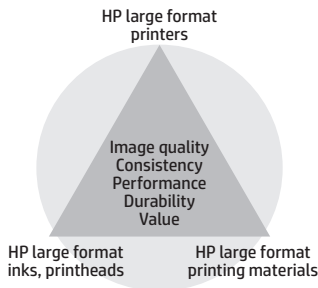 HP large format
printers
Image quality
Consistency
Performance
Durability
Value
HP large format
inks, printheads
HP large format
printing materials